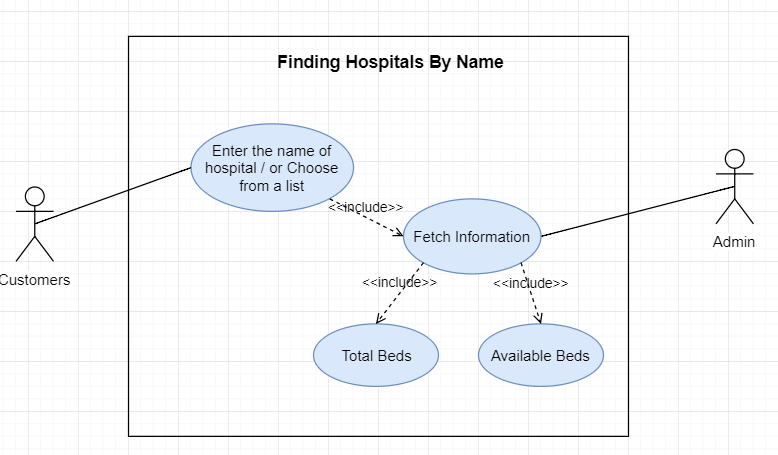 Finding Hospitals By Name
Enter the name of
hospital / or Choose
from a list
<<include>>
Fetch Information
Admin
Customers
<<include>>
<<include>>
Total Beds
Available Beds